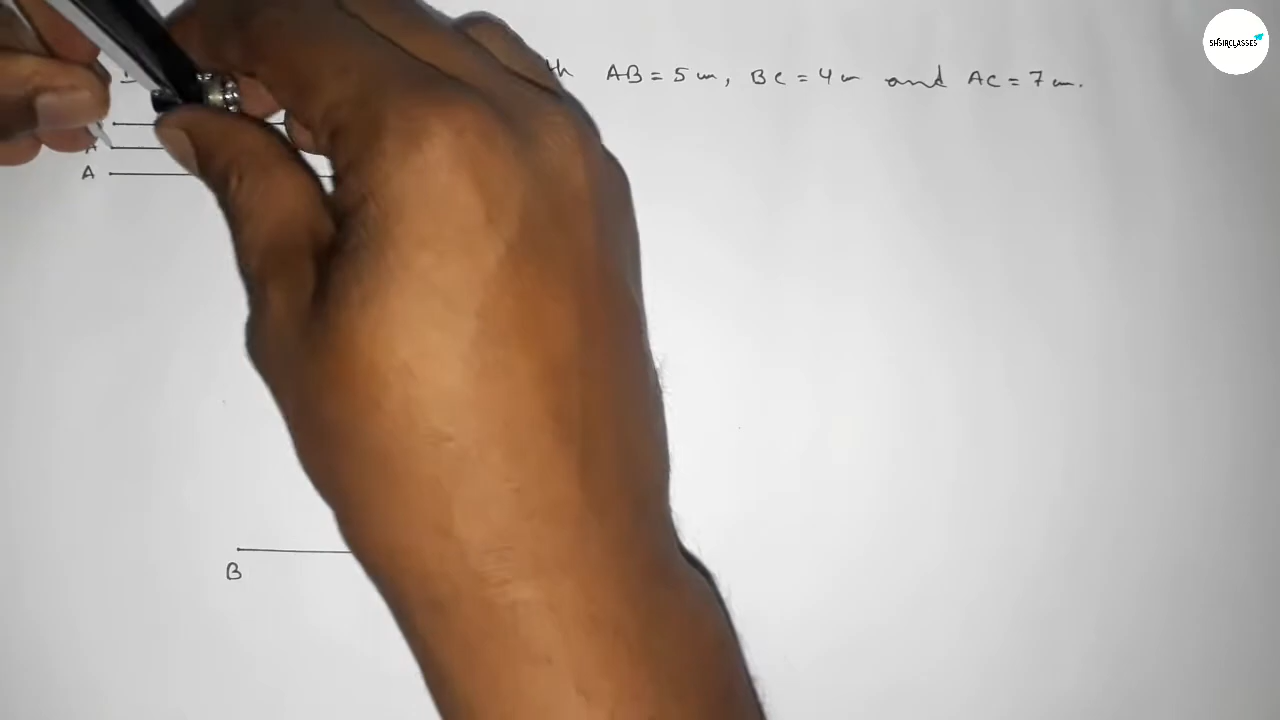 SHSIRCLASSES
AB = 5 cm, BC = 4 cm and AC = 7 cm.
A
A
B